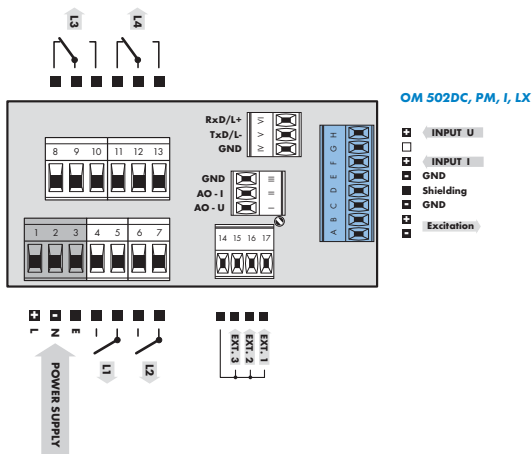 L3 L4
OM 502DC, PM, I, LX
RxD/L+ VI
TxD/L- V
GND IV
8 9 10 11 12 13
H
G
F
E
D
C
B
A
INPUT U
INPUT I
GND
Shielding
GND
Excitation
GND III
AO - I II
AO - U I
1 2 3 4 5 6 7
14 15 16 17
+ - 
L N E – – 
L1 L2
EXT. 3 EXT. 2 EXT. 1
POWER SUPPLY